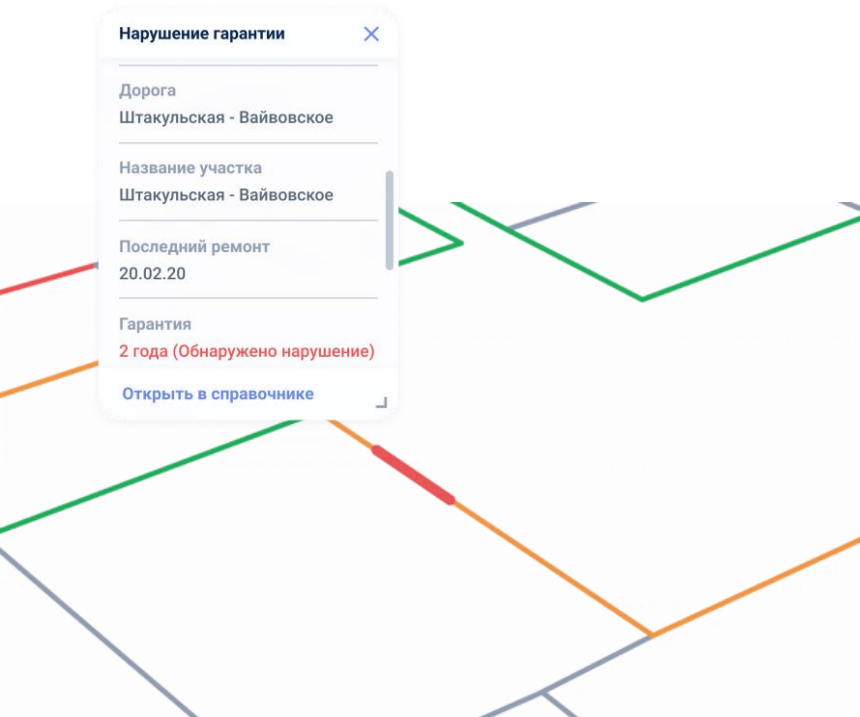 Нарушение гарантии
Дорога
Штакульская - Вайвовское
Название участка
Штакульская - Вайвовское
Последний ремонт
20.02.20
Гарантия
2 года (Обнаружено нарушение)
Открыть в справочнике